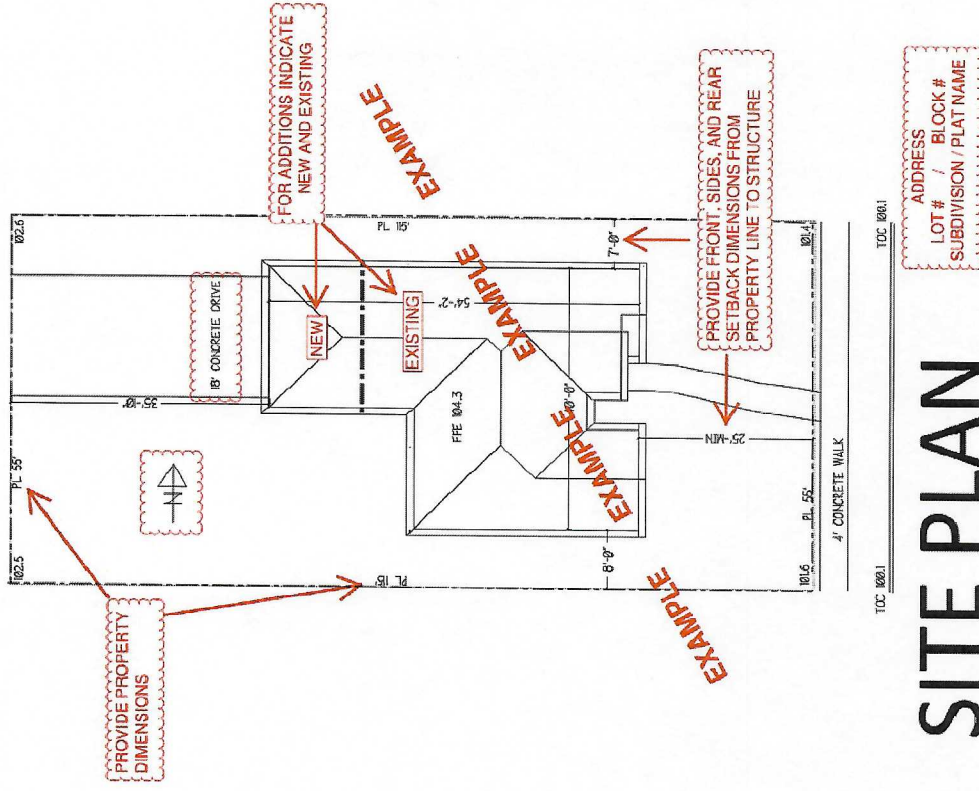 102.5
PL 55'
102.6
PROVIDE PROPERTY
DIMENSIONS
N
35'-10"
18' CONCRETE DRIVE
FOR ADDITIONS INDICATE
NEW AND EXISTING
NEW
EXISTING
EXAMPLE
PL 115'
PL 115'
54'-2"
FFE 104.3
EXAMPLE
EXAMPLE
EXAMPLE
EXAMPLE
40'-0"
8'-0"
7'-0"
25'-MIN
PROVIDE FRONT, SIDES, AND REAR
SETBACK DIMENSIONS FROM
PROPERTY LINE TO STRUCTURE
101.6
PL 55'
101.4
4' CONCRETE WALK
TOC 100.1
TOC 100.1
SITE PLAN
ADDRESS
LOT # / BLOCK #
SUBDIVISION / PLAT NAME